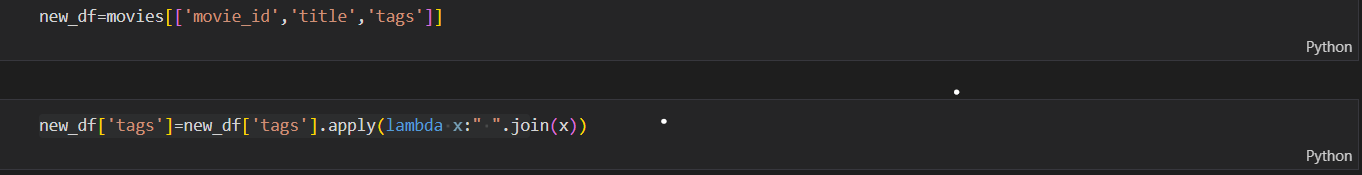 new_df=movies[['movie_id','title','tags']]
Python
new_df['tags']=new_df['tags'].apply(lambda x:" ".join(x))
Python